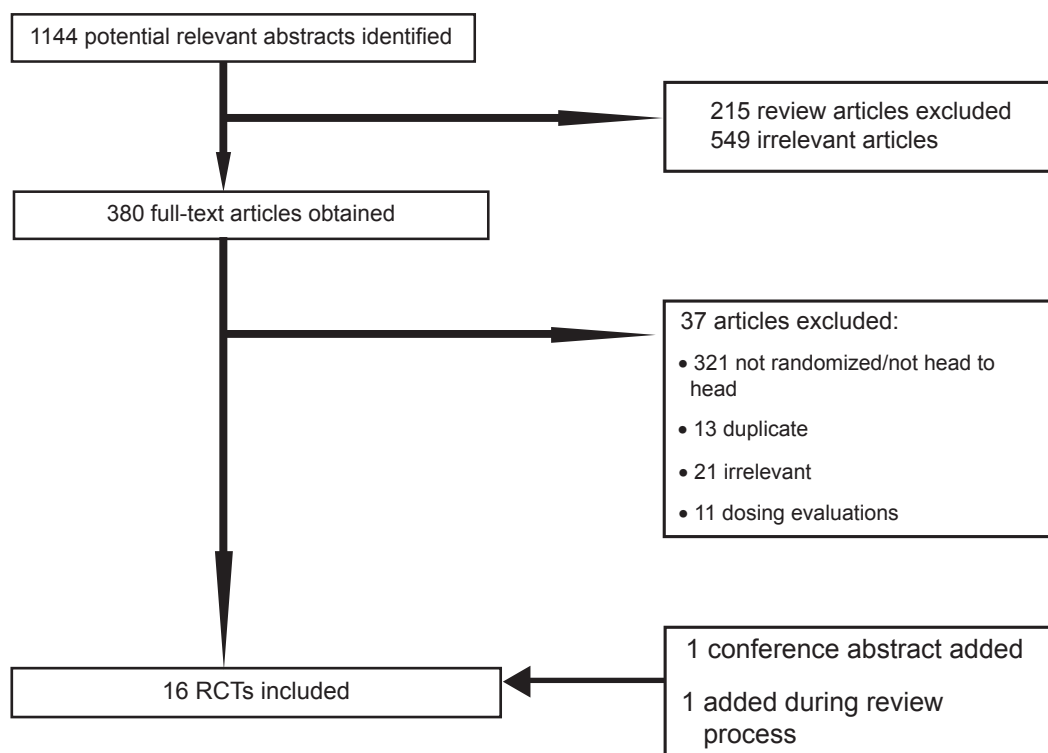 1144 potential relevant abstracts identified
215 review articles excluded
549 irrelevant articles
380 full-text articles obtained
37 articles excluded:
• 321 not randomized/not head to
head
• 13 duplicate
• 21 irrelevant
• 11 dosing evaluations
1 conference abstract added
16 RCTs included
1 added during review
process